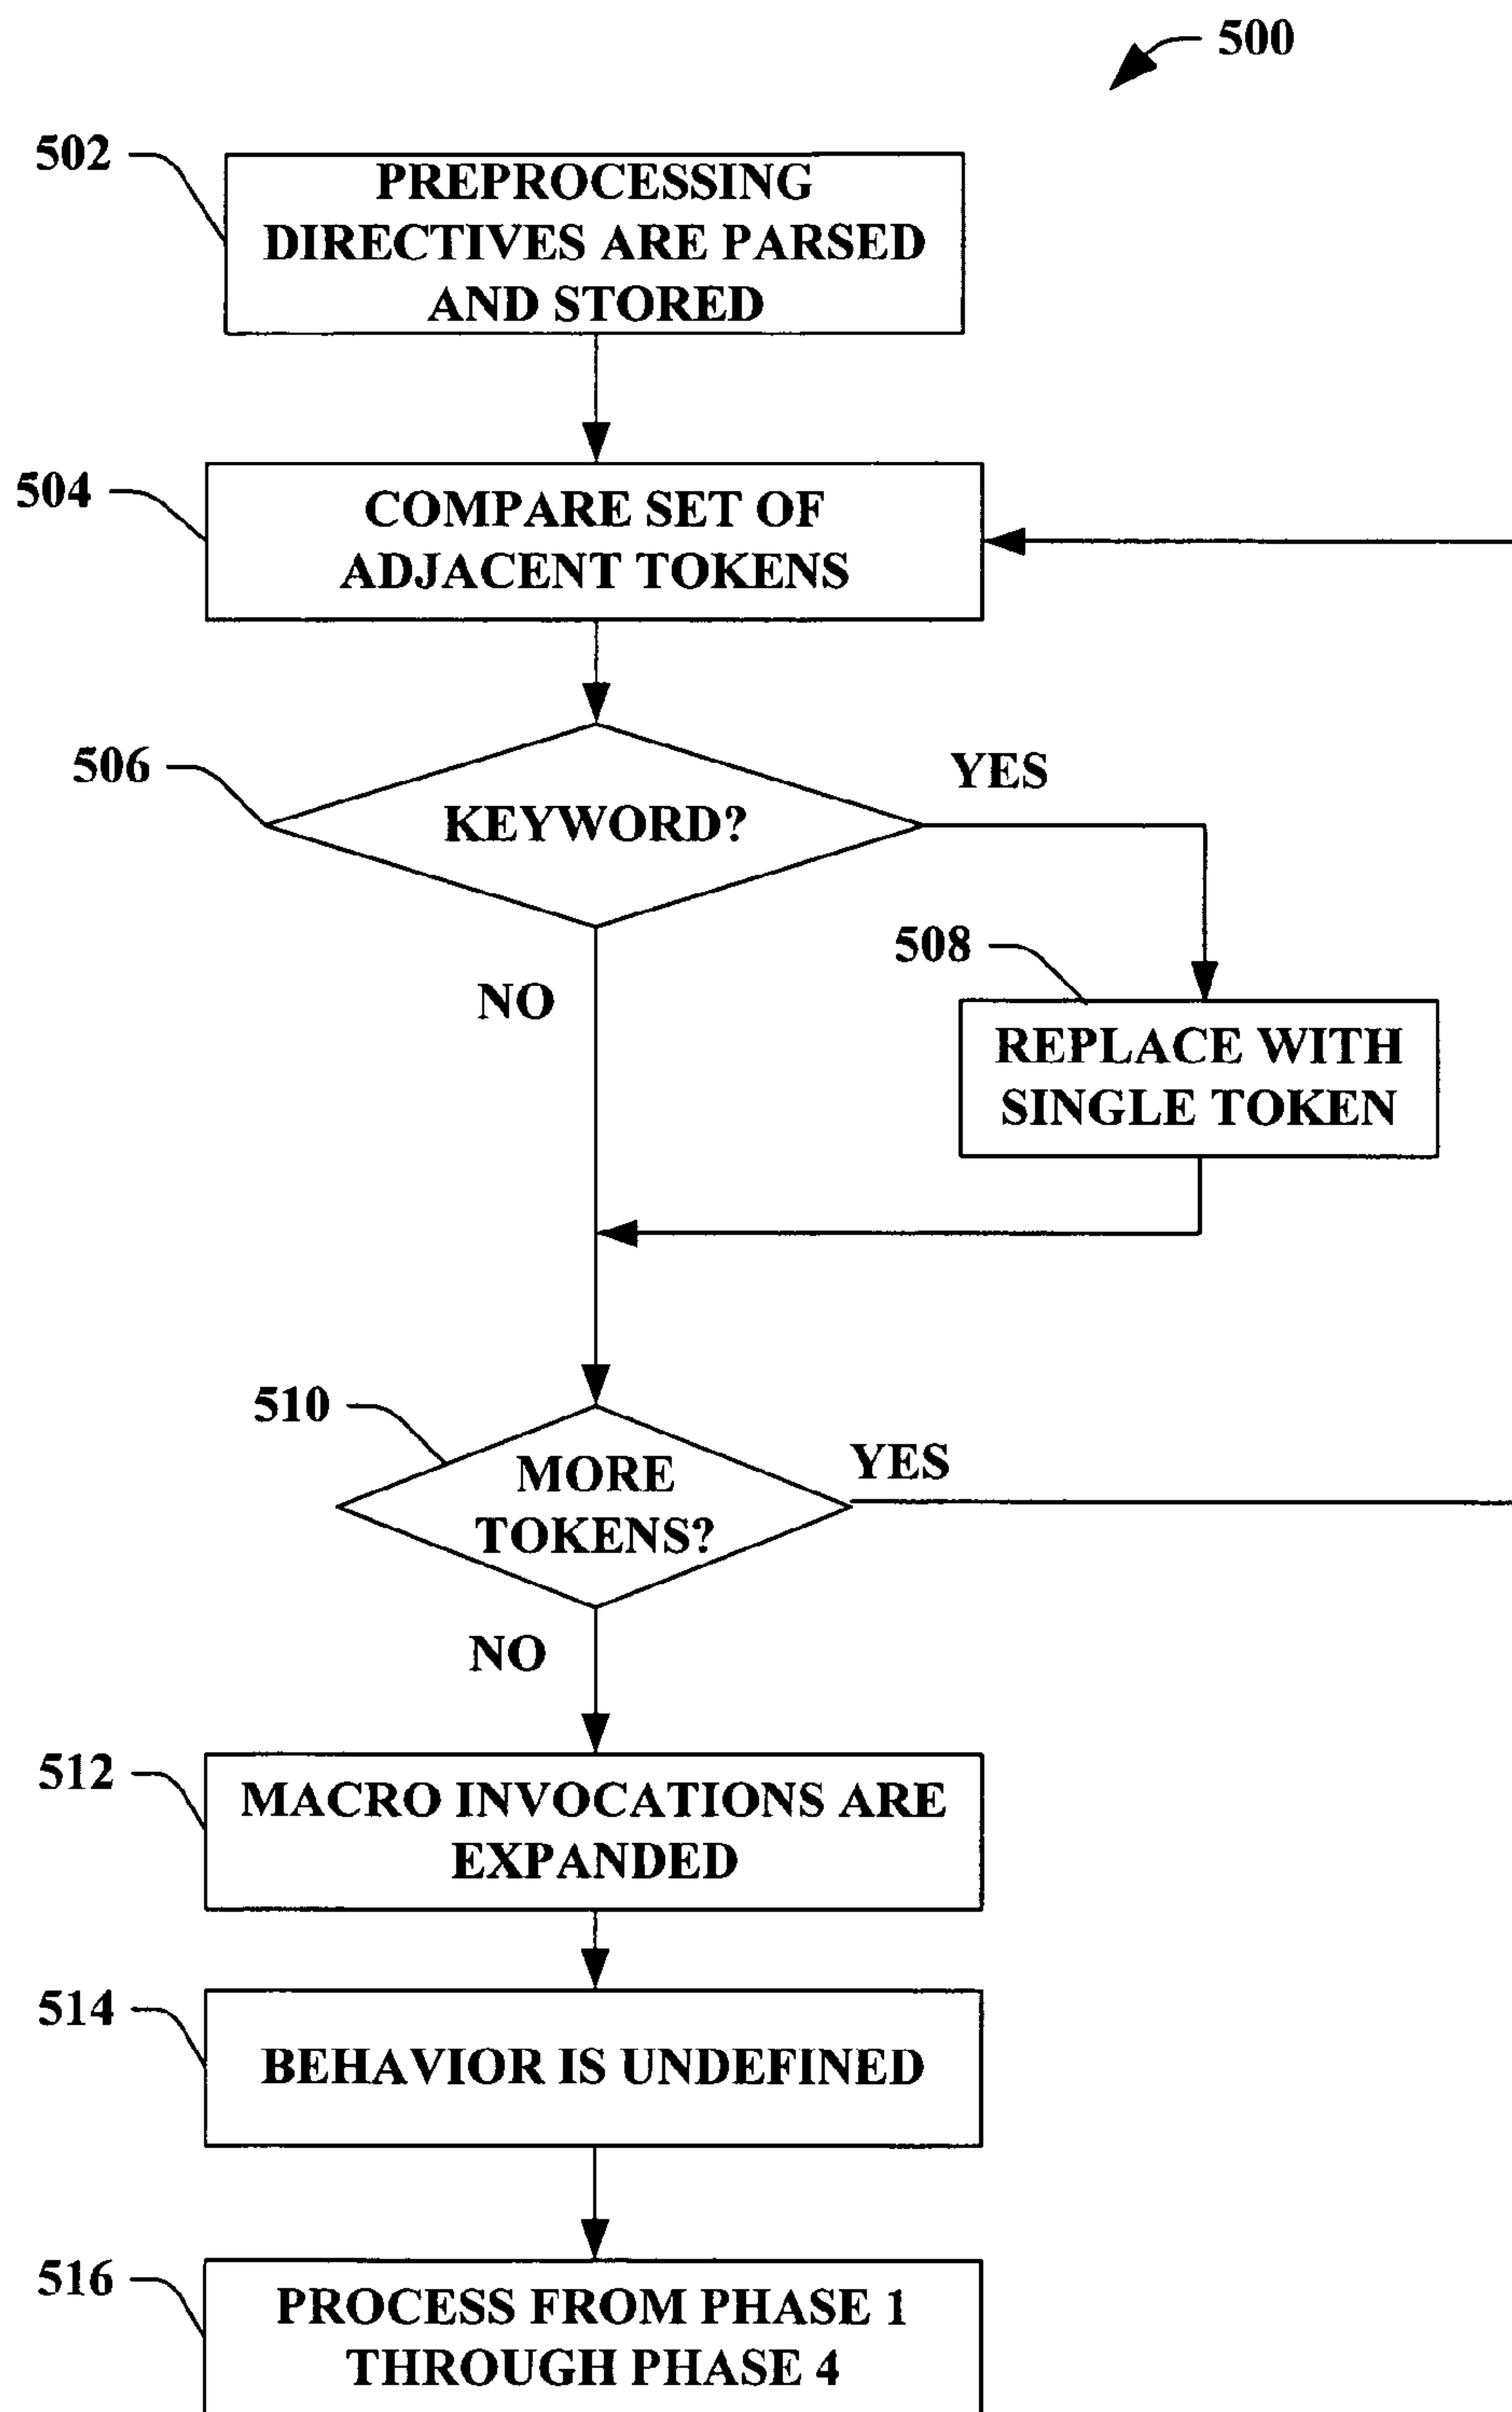 500
502
PREPROCESSING
DIRECTIVES ARE PARSED
AND STORED
504
COMPARE SET OF
ADJACENT TOKENS
506
KEYWORD?
YES
NO
508
REPLACE WITH
SINGLE TOKEN
510
MORE
TOKENS?
YES
NO
512
MACRO INVOCATIONS ARE
EXPANDED
514
BEHAVIOR IS UNDEFINED
516
PROCESS FROM PHASE 1
THROUGH PHASE 4